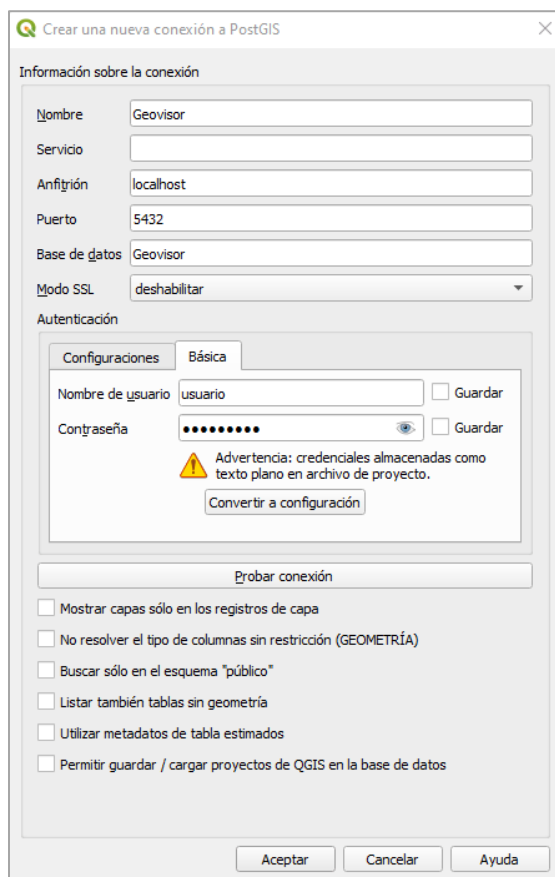 Crear una nueva conexión a PostGIS
Información sobre la conexión
Nombre Geovisor
Servicio
Anfitrión localhost
Puerto 5432
Base de datos Geovisor
Modo SSL deshabilitar
Autenticación
Configuraciones Básica
Nombre de usuario usuario Guardar
Contraseña ●●●●●●●●● Guardar
Advertencia: credenciales almacenadas como
texto plano en archivo de proyecto.
Convertir a configuración
Probar conexión
Mostrar capas sólo en los registros de capa
No resolver el tipo de columnas sin restricción (GEOMETRÍA)
Buscar sólo en el esquema "público"
Listar también tablas sin geometría
Utilizar metadatos de tabla estimados
Permitir guardar / cargar proyectos de QGIS en la base de datos
Aceptar Cancelar Ayuda